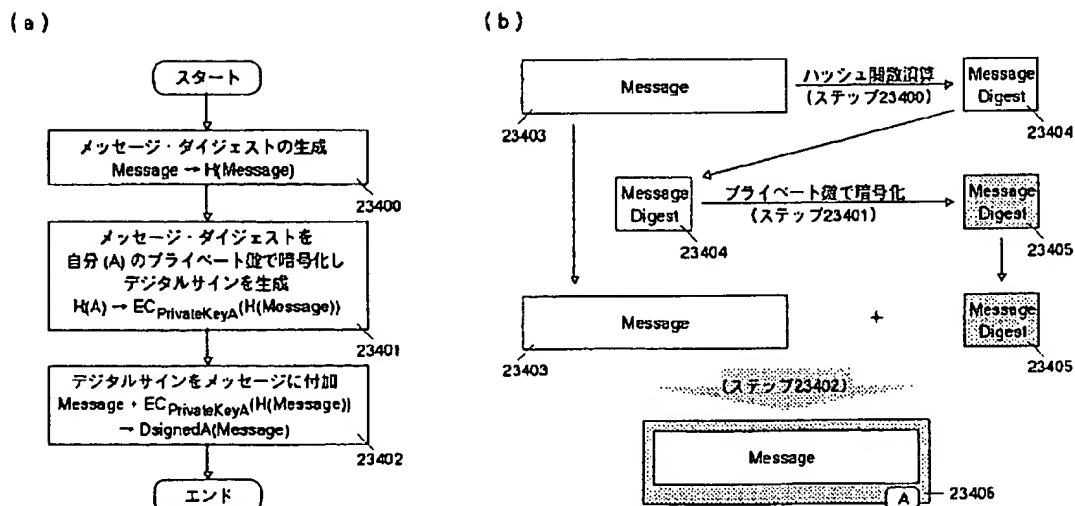 (a)
スタート
メッセージ・ダイジェストの生成
Message → H(Message)
23400
メッセージ・ダイジェストを
自分(A)のプライベート鍵で暗号化し
デジタルサインを生成
H(A) → EC_PrivateKeyA(H(Message))
23401
デジタルサインをメッセージに付加
Message + EC_PrivateKeyA(H(Message))
→ DsignedA(Message)
23402
エンド
(b)
Message
23403
ハッシュ関数演算
(ステップ23400)
Message
Digest
23404
Message
Digest
23404
プライベート鍵で暗号化
(ステップ23401)
Message
Digest
23405
Message
23403
+
Message
Digest
23405
(ステップ23402)
Message
A
23406